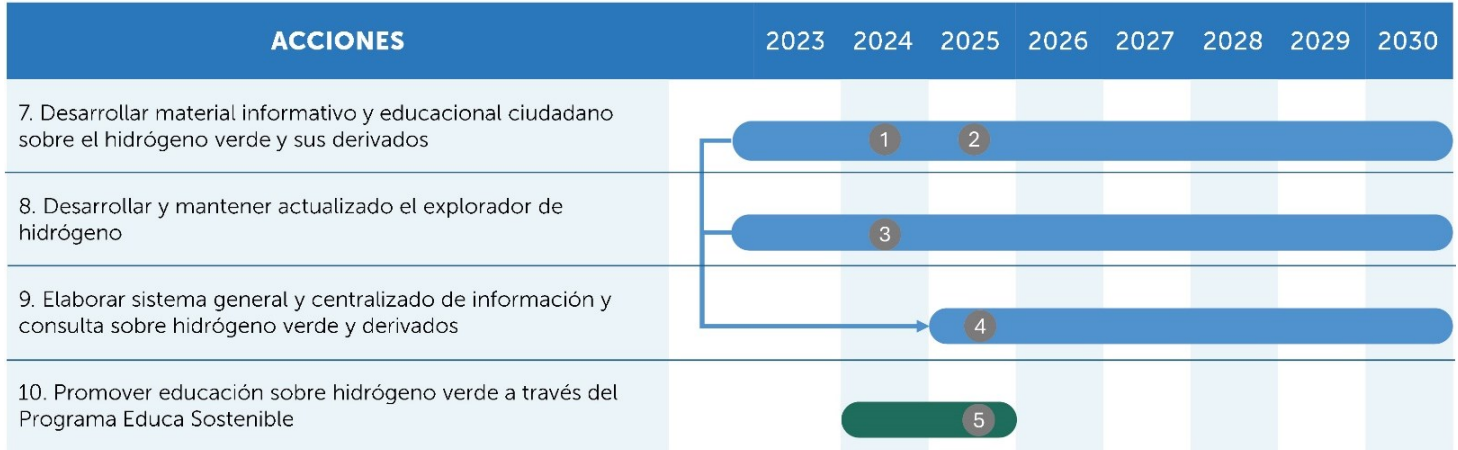 ACCIONES 2023 2024 2025 2026 2027 2028 2029 2030
7. Desarrollar material informativo y educacional ciudadano
sobre el hidrógeno verde y sus derivados
1 2
8. Desarrollar y mantener actualizado el explorador de
hidrógeno
3
9. Elaborar sistema general y centralizado de información y
consulta sobre hidrógeno verde y derivados
4
10. Promover educación sobre hidrógeno verde a través del
Programa Educa Sostenible
5